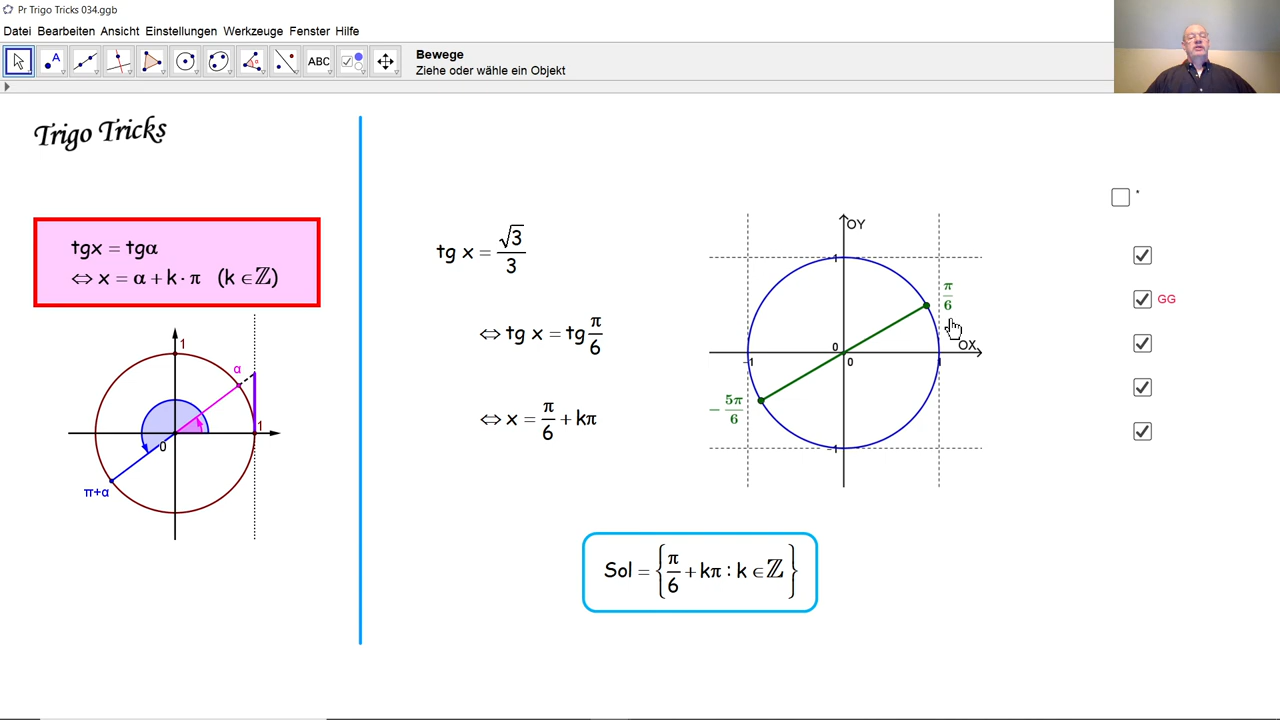 Pr Trigo Tricks 034.ggb
Datei Bearbeiten Ansicht Einstellungen Werkzeuge Fenster Hilfe
A
ABC
Bewege
Ziehe oder wähle ein Objekt
Trigo Tricks
tgx = tgα
⇔ x = α + k · π (k ∈ ℤ)
1
α
1
0
π+α
tg x = √3/3
⇔ tg x = tg π/6
⇔ x = π/6 + kπ
OY
1
π/6
0
OX
-1
0
1
− 5π/6
-1
Sol = {π/6 + kπ : k ∈ ℤ}
*
GG